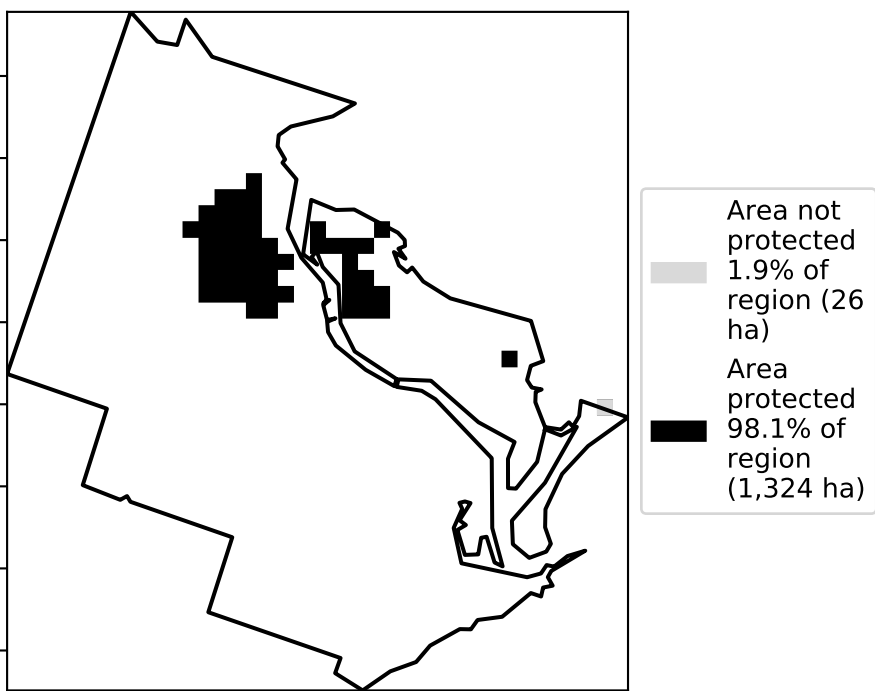 Area not
protected
1.9% of
region (26
ha)
Area
protected
98.1% of
region
(1,324 ha)